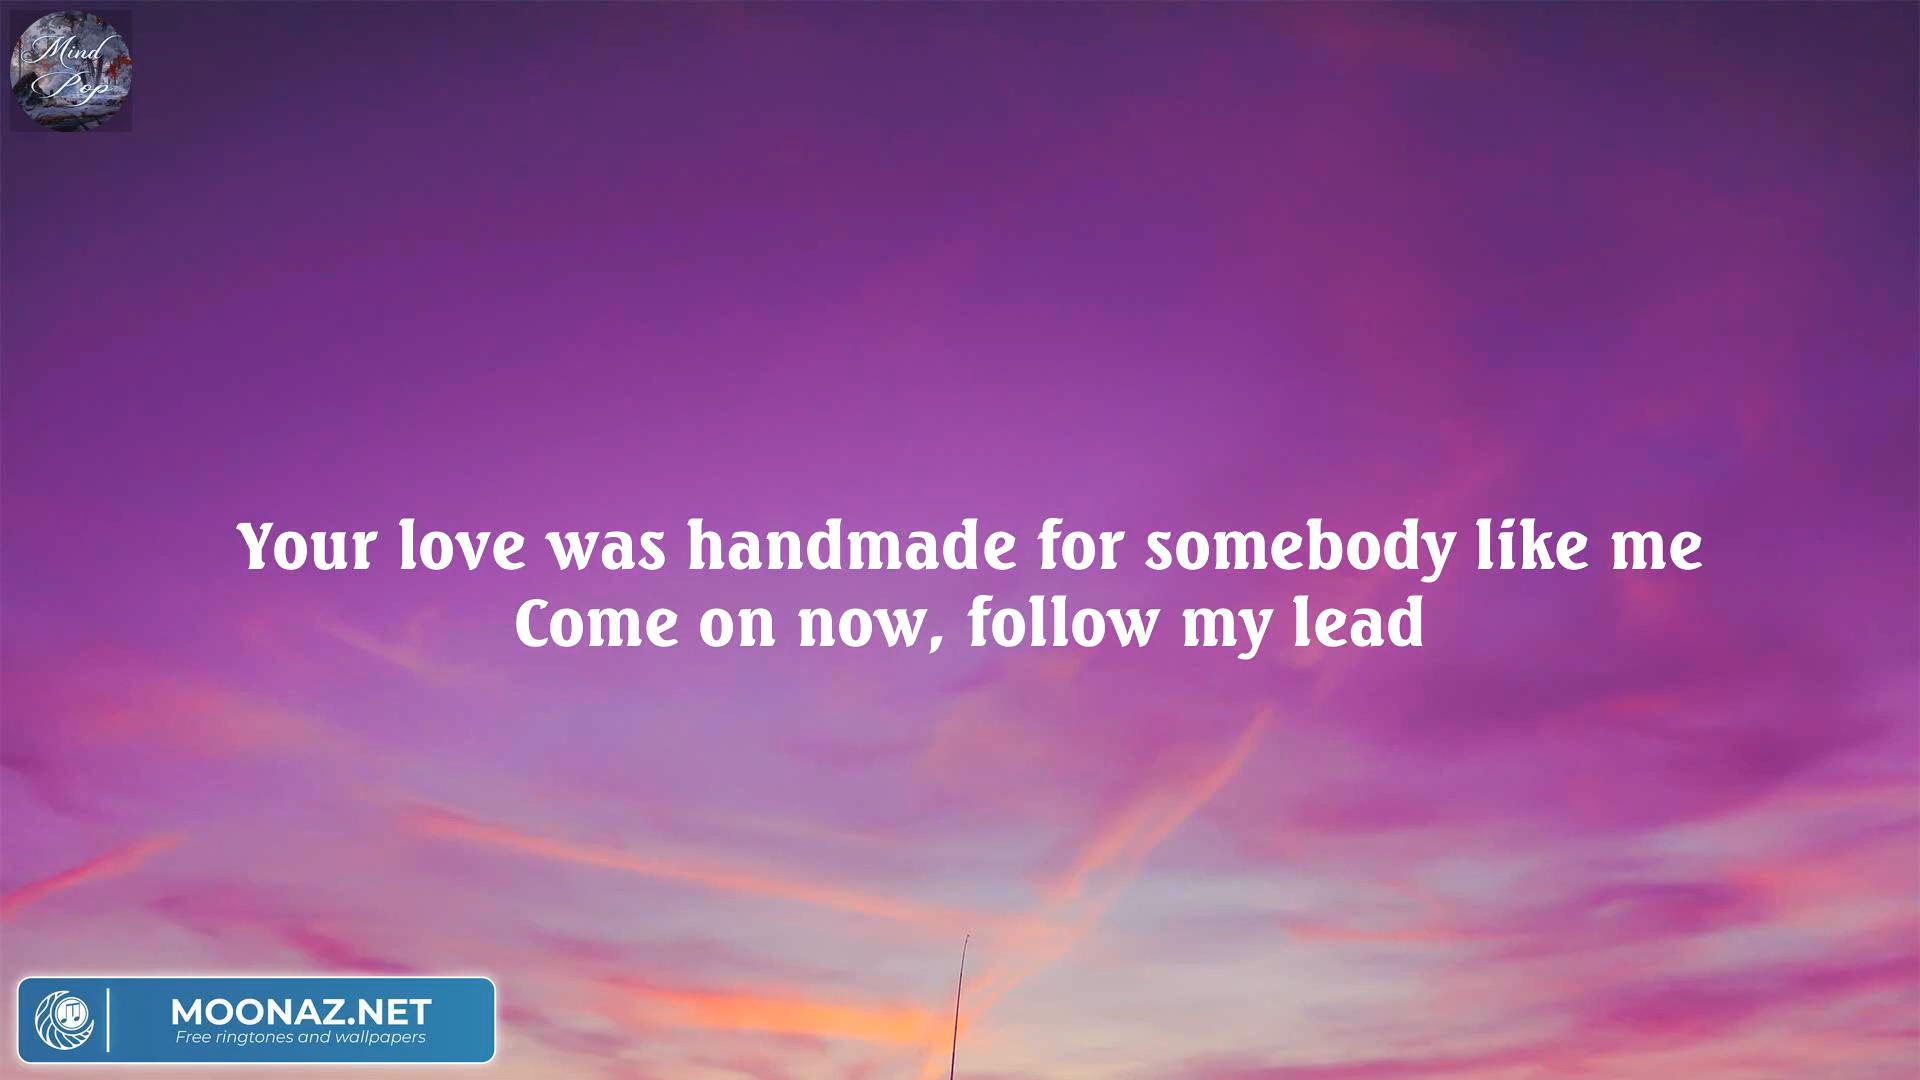 Mind
Pop
Your love was handmade for somebody like me
Come on now, follow my lead
MOONAZ.NET
Free ringtones and wallpapers